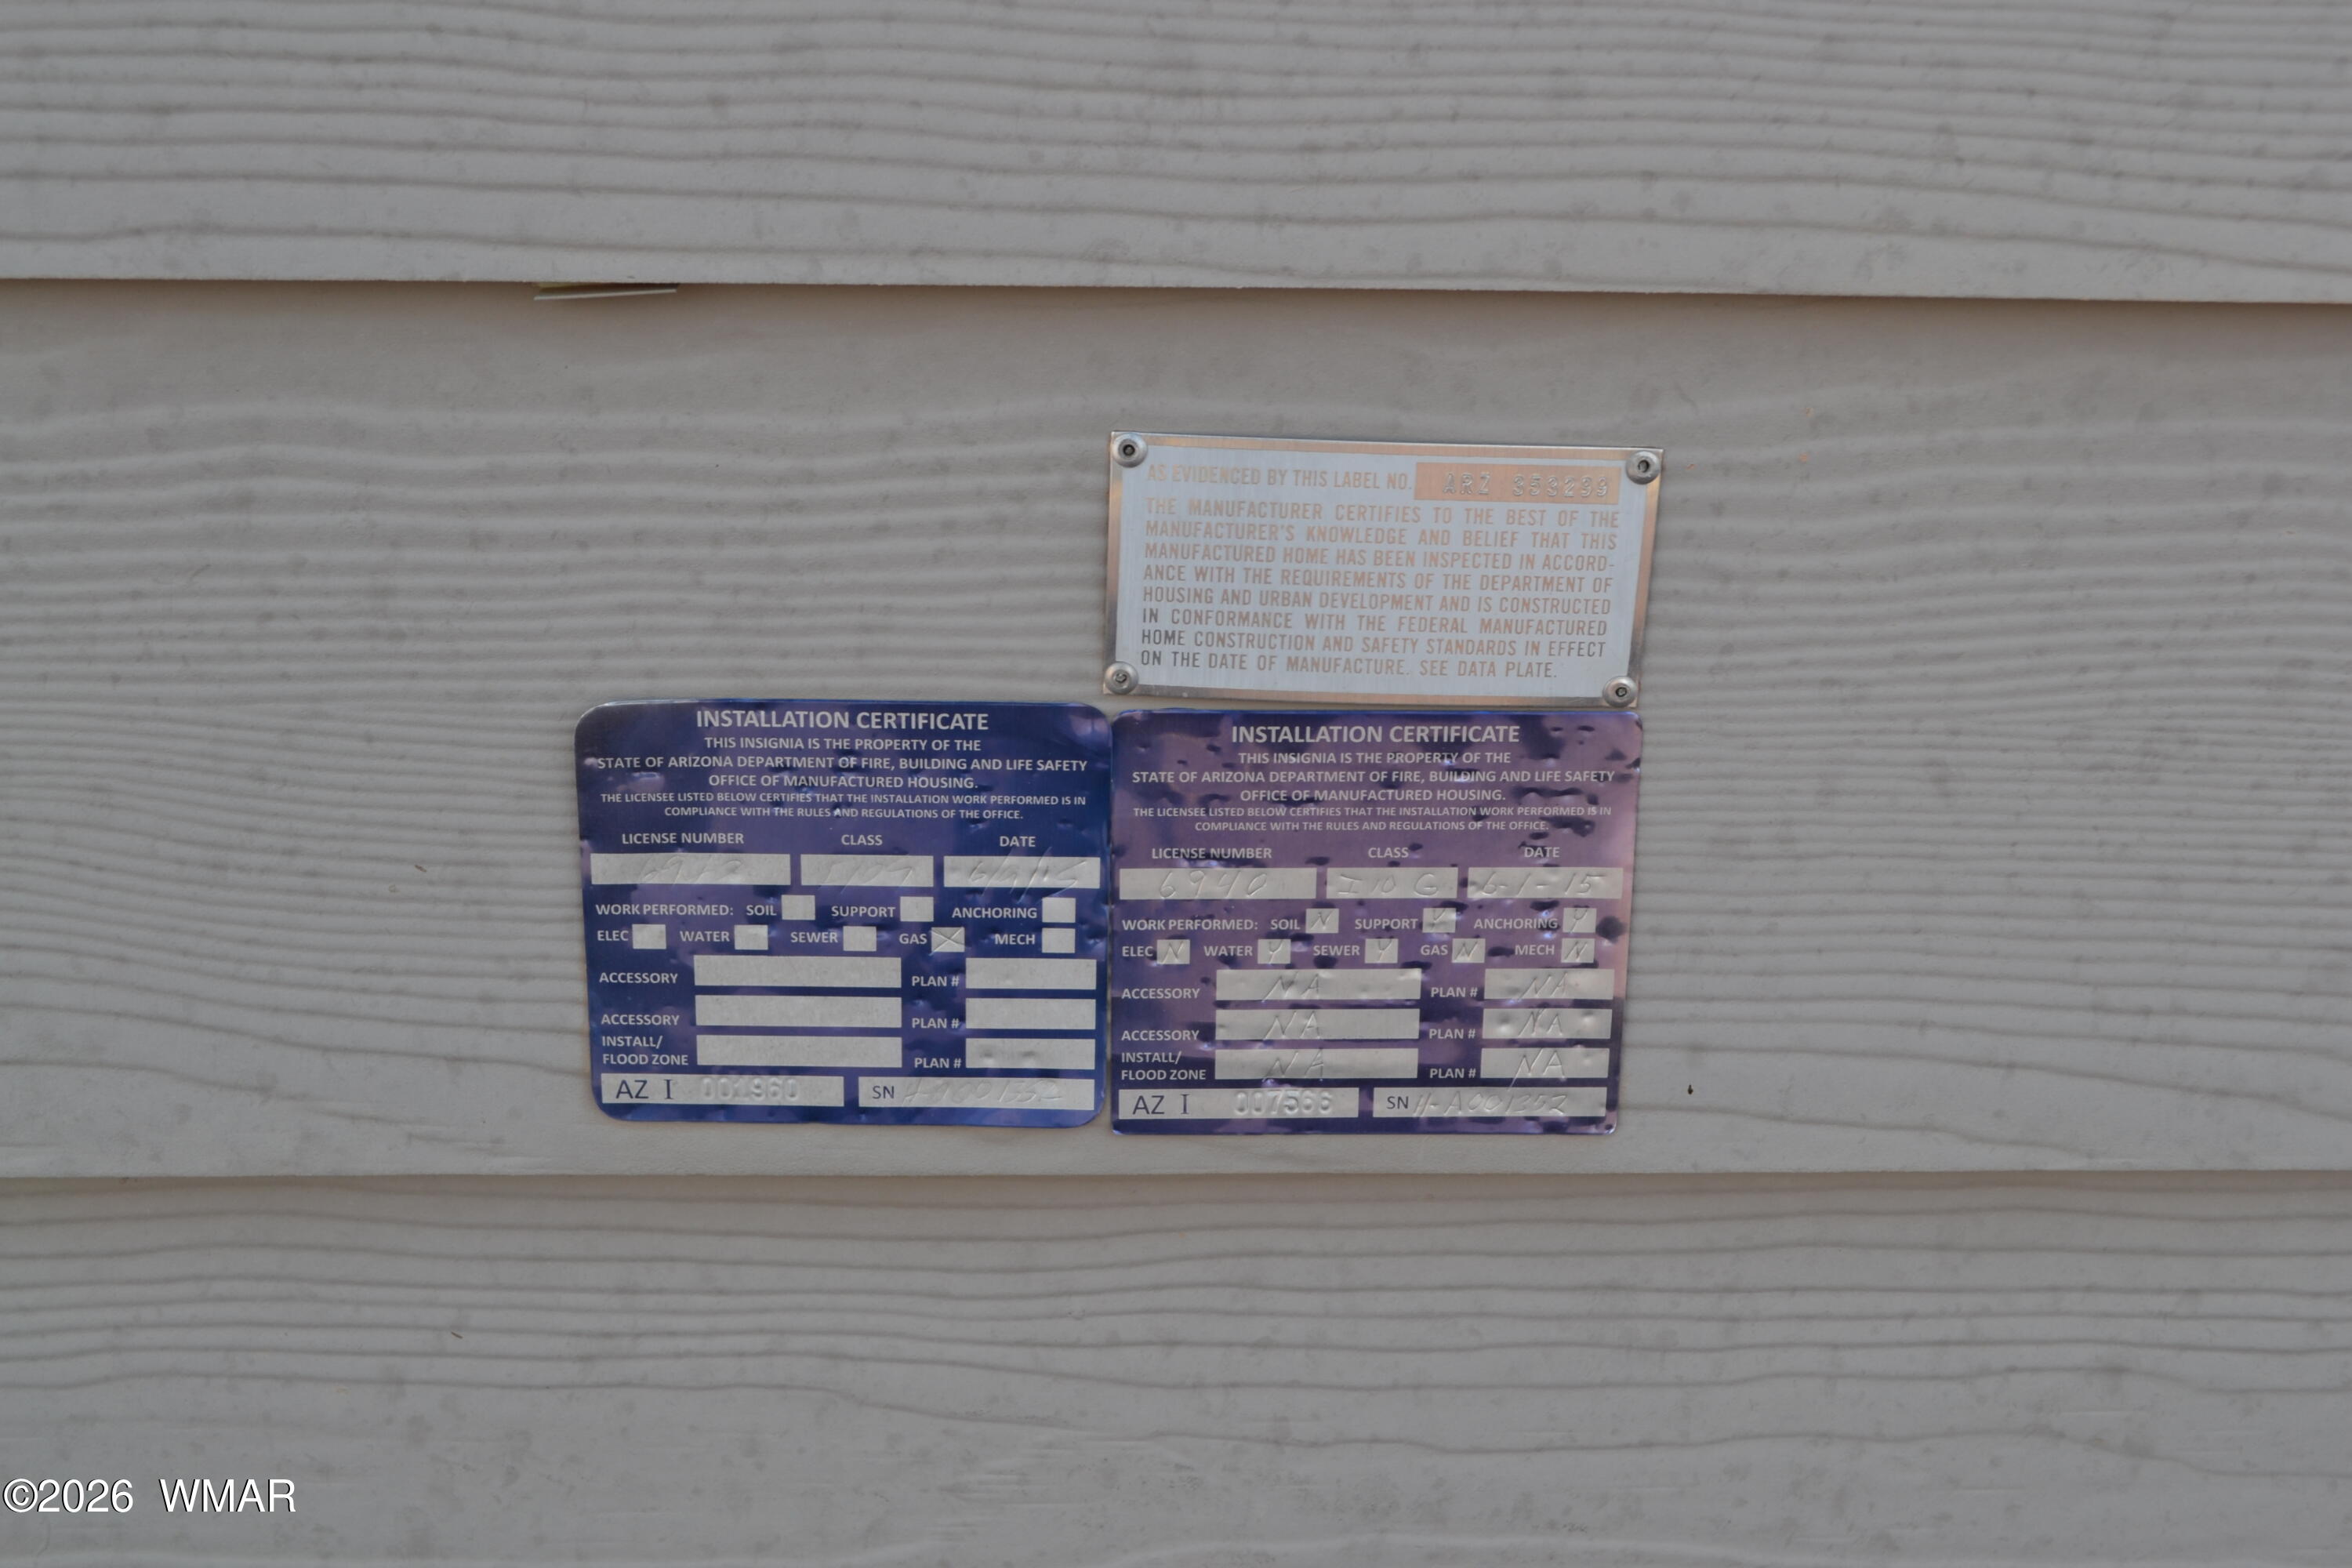 AS EVIDENCED BY THIS LABEL NO. ARZ
THE MANUFACTURER CERTIFIES TO THE BEST OF THE
MANUFACTURER'S KNOWLEDGE AND BELIEF THAT THIS
MANUFACTURED HOME HAS BEEN INSPECTED IN ACCORD-
ANCE WITH THE REQUIREMENTS OF THE DEPARTMENT OF
HOUSING AND URBAN DEVELOPMENT AND IS CONSTRUCTED
IN CONFORMANCE WITH THE FEDERAL MANUFACTURED
HOME CONSTRUCTION AND SAFETY STANDARDS IN EFFECT
ON THE DATE OF MANUFACTURE. SEE DATA PLATE.
INSTALLATION CERTIFICATE
THIS INSIGNIA IS THE PROPERTY OF THE
STATE OF ARIZONA DEPARTMENT OF FIRE, BUILDING AND LIFE SAFETY
OFFICE OF MANUFACTURED HOUSING.
THE LICENSEE LISTED BELOW CERTIFIES THAT THE INSTALLATION WORK PERFORMED IS IN
COMPLIANCE WITH THE RULES AND REGULATIONS OF THE OFFICE.
LICENSE NUMBER CLASS DATE
WORK PERFORMED: SOIL SUPPORT ANCHORING
ELEC WATER SEWER GAS X MECH
ACCESSORY PLAN #
ACCESSORY PLAN #
INSTALL/
FLOOD ZONE PLAN #
AZ I 001960 SN
INSTALLATION CERTIFICATE
THIS INSIGNIA IS THE PROPERTY OF THE
STATE OF ARIZONA DEPARTMENT OF FIRE, BUILDING AND LIFE SAFETY
OFFICE OF MANUFACTURED HOUSING.
THE LICENSEE LISTED BELOW CERTIFIES THAT THE INSTALLATION WORK PERFORMED IS IN
COMPLIANCE WITH THE RULES AND REGULATIONS OF THE OFFICE.
LICENSE NUMBER CLASS DATE
6940 I 10 G 6-1-15
WORK PERFORMED: SOIL N SUPPORT Y ANCHORING Y
ELEC N WATER Y SEWER Y GAS N MECH N
ACCESSORY NA PLAN # NA
ACCESSORY NA PLAN # NA
INSTALL/
FLOOD ZONE NA PLAN # NA
AZ I 007566 SN
©2026 WMAR